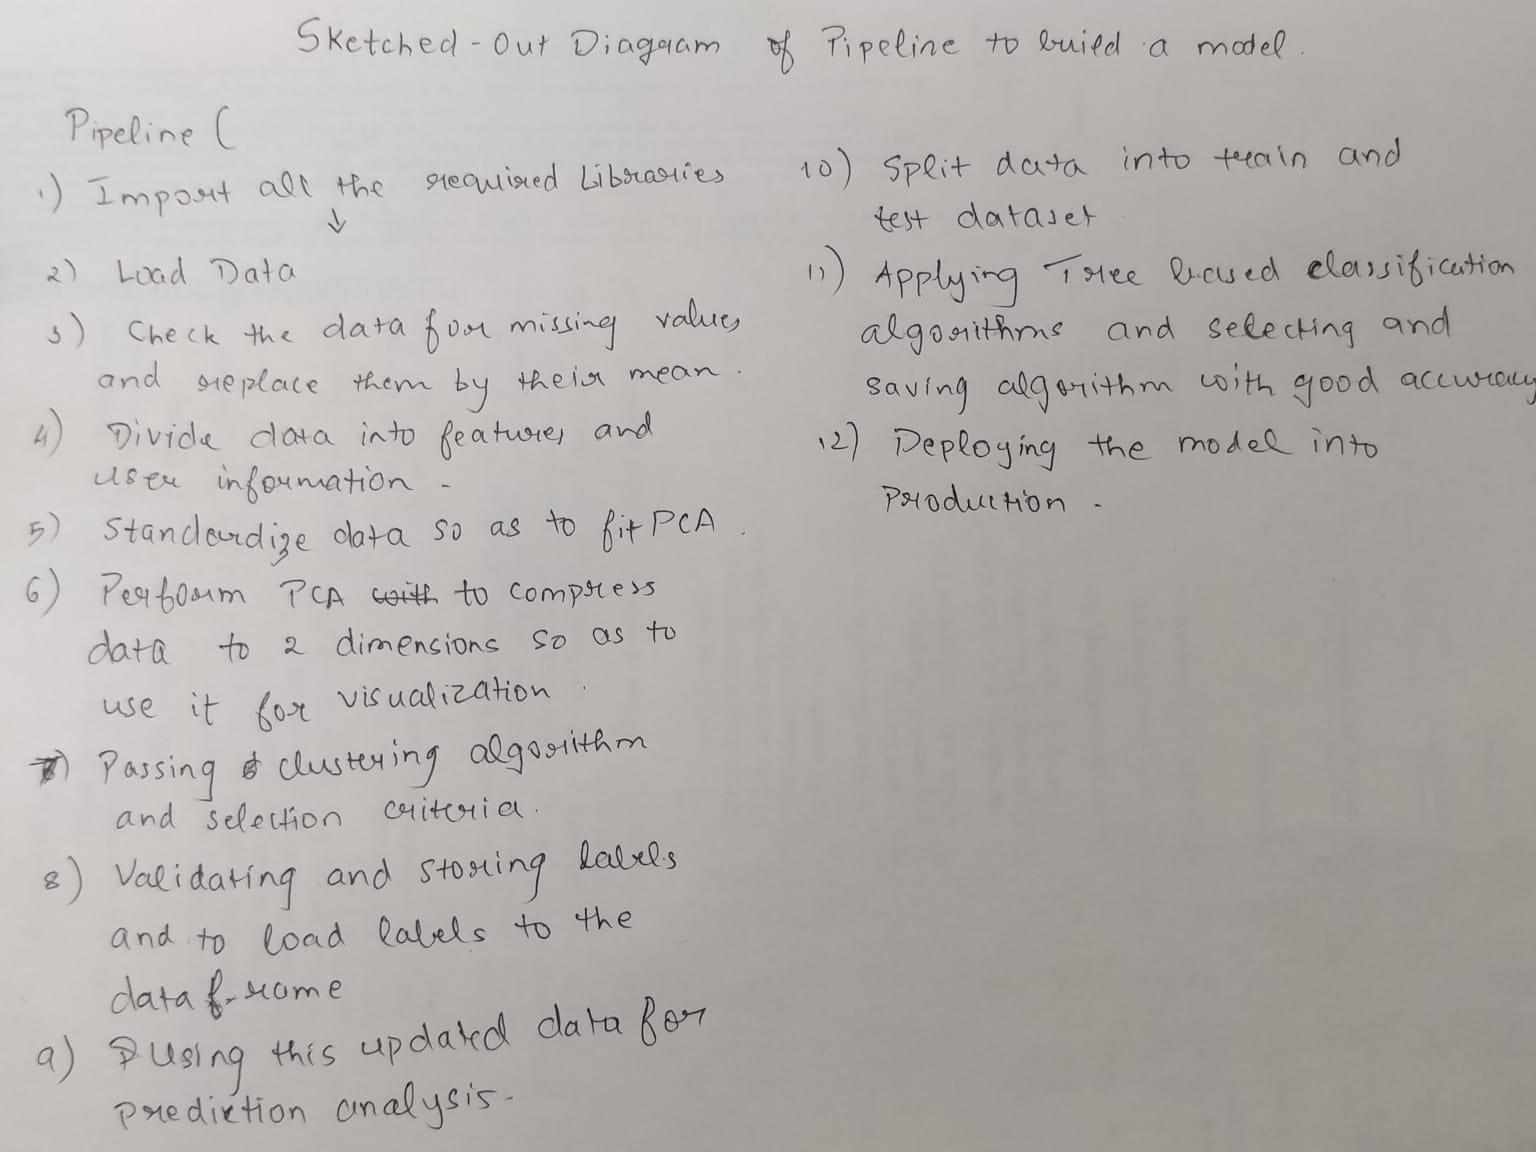 Sketched-Out Diagram of Pipeline to build a model.
Pipeline (
1) Import all the required Libraries
↓
2) Load Data
3) Check the data for missing values
and replace them by their mean.
4) Divide data into features and
user information -
5) Standardize data so as to fit PCA.
6) Perform PCA with to compress
data to 2 dimensions so as to
use it for visualization.
7) Passing clustering algorithm
and selection criteria.
8) Validating and storing labels
and to load labels to the
data frame
9) Using this updated data for
prediction analysis-
10) Split data into train and
test dataset
11) Applying Tree based classification
algorithms and selecting and
saving algorithm with good accuracy
12) Deploying the model into
Production -